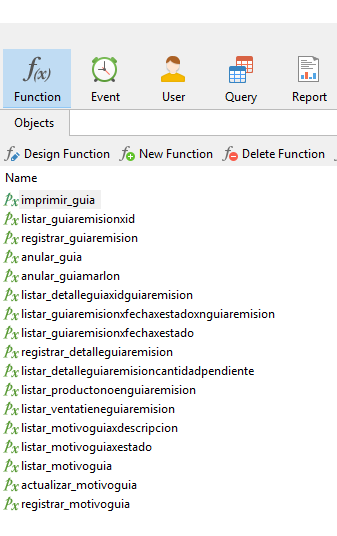 f(x)
Function Event User Query Report
Objects
Design Function New Function Delete Function
Name
imprimir_guia
listar_guiaremisionxid
registrar_guiaremision
anular_guia
anular_guiamarlon
listar_detalleguiaxidguiaremision
listar_guiaremisionxfechaxestadoxnguiaremision
listar_guiaremisionxfechaxestado
registrar_detalleguiaremision
listar_detalleguiaremisioncantidadpendiente
listar_productonoenguiaremision
listar_ventatieneguiaremision
listar_motivoguiaxdescripcion
listar_motivoguiaxestado
listar_motivoguia
actualizar_motivoguia
registrar_motivoguia